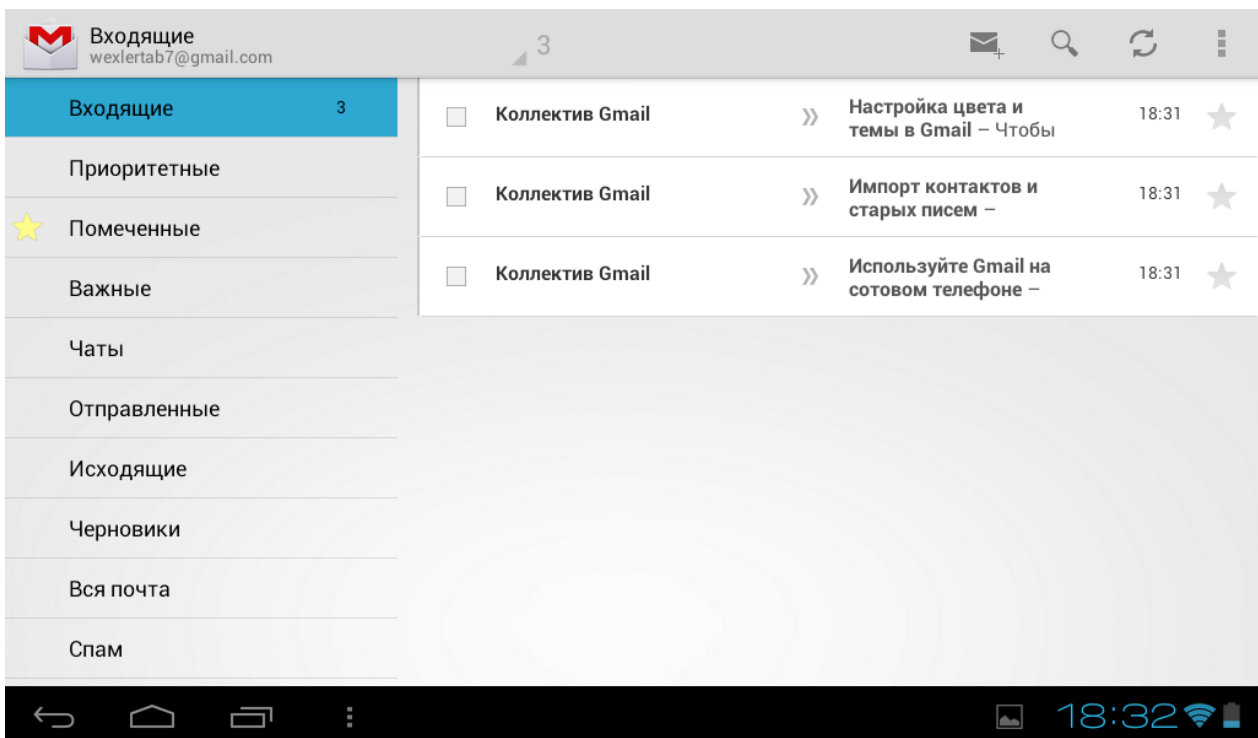 Входящие
wexlertab7@gmail.com
3
Входящие 3
Приоритетные
Помеченные
Важные
Чаты
Отправленные
Исходящие
Черновики
Вся почта
Спам
Коллектив Gmail » Настройка цвета и 18:31
темы в Gmail – Чтобы
Коллектив Gmail » Импорт контактов и 18:31
старых писем –
Коллектив Gmail » Используйте Gmail на 18:31
сотовом телефоне –
18:32